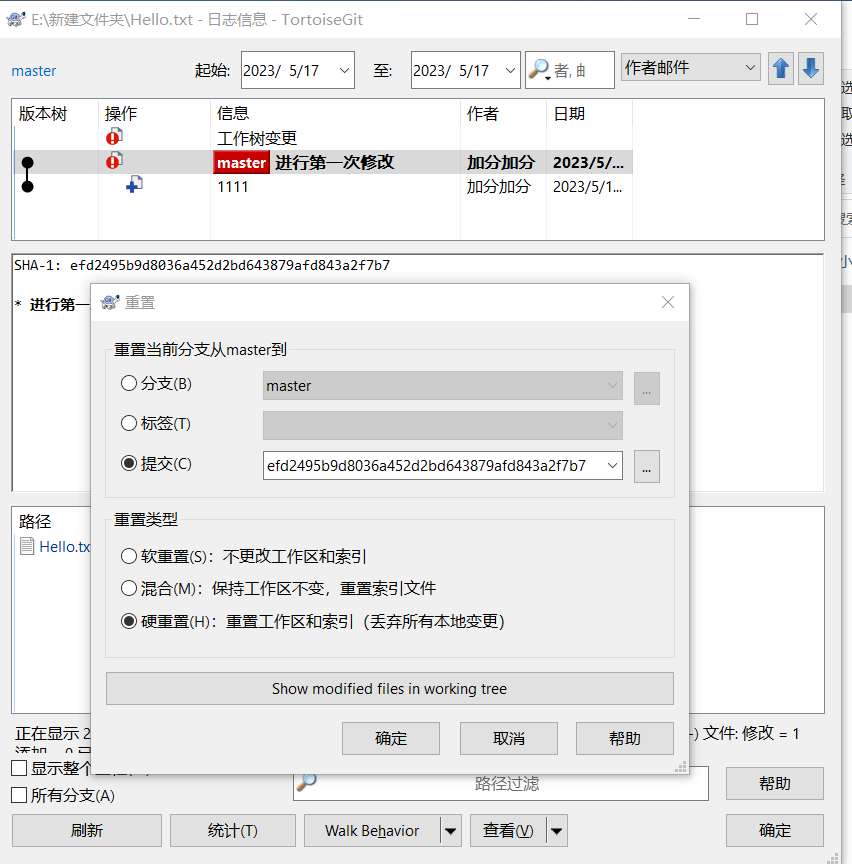 E:\新建文件夹\Hello.txt - 日志信息 - TortoiseGit
master 起始: 2023/ 5/17 至: 2023/ 5/17 者, 由 作者邮件
版本树 操作 信息 作者 日期
工作树变更
master 进行第一次修改 加分加分 2023/5/...
1111 加分加分 2023/5/1...
SHA-1: efd2495b9d8036a452d2bd643879afd843a2f7b7
* 进行第一
重置
重置当前分支从master到
分支(B) master ...
标签(T)
提交(C) efd2495b9d8036a452d2bd643879afd843a2f7b7 ...
重置类型
软重置(S)：不更改工作区和索引
混合(M)：保持工作区不变，重置索引文件
硬重置(H)：重置工作区和索引（丢弃所有本地变更）
Show modified files in working tree
确定 取消 帮助
路径
Hello.tx
正在显示 2 -) 文件: 修改 = 1
显示整个
路径过滤 帮助
所有分支(A)
刷新 统计(T) Walk Behavior 查看(V) 确定